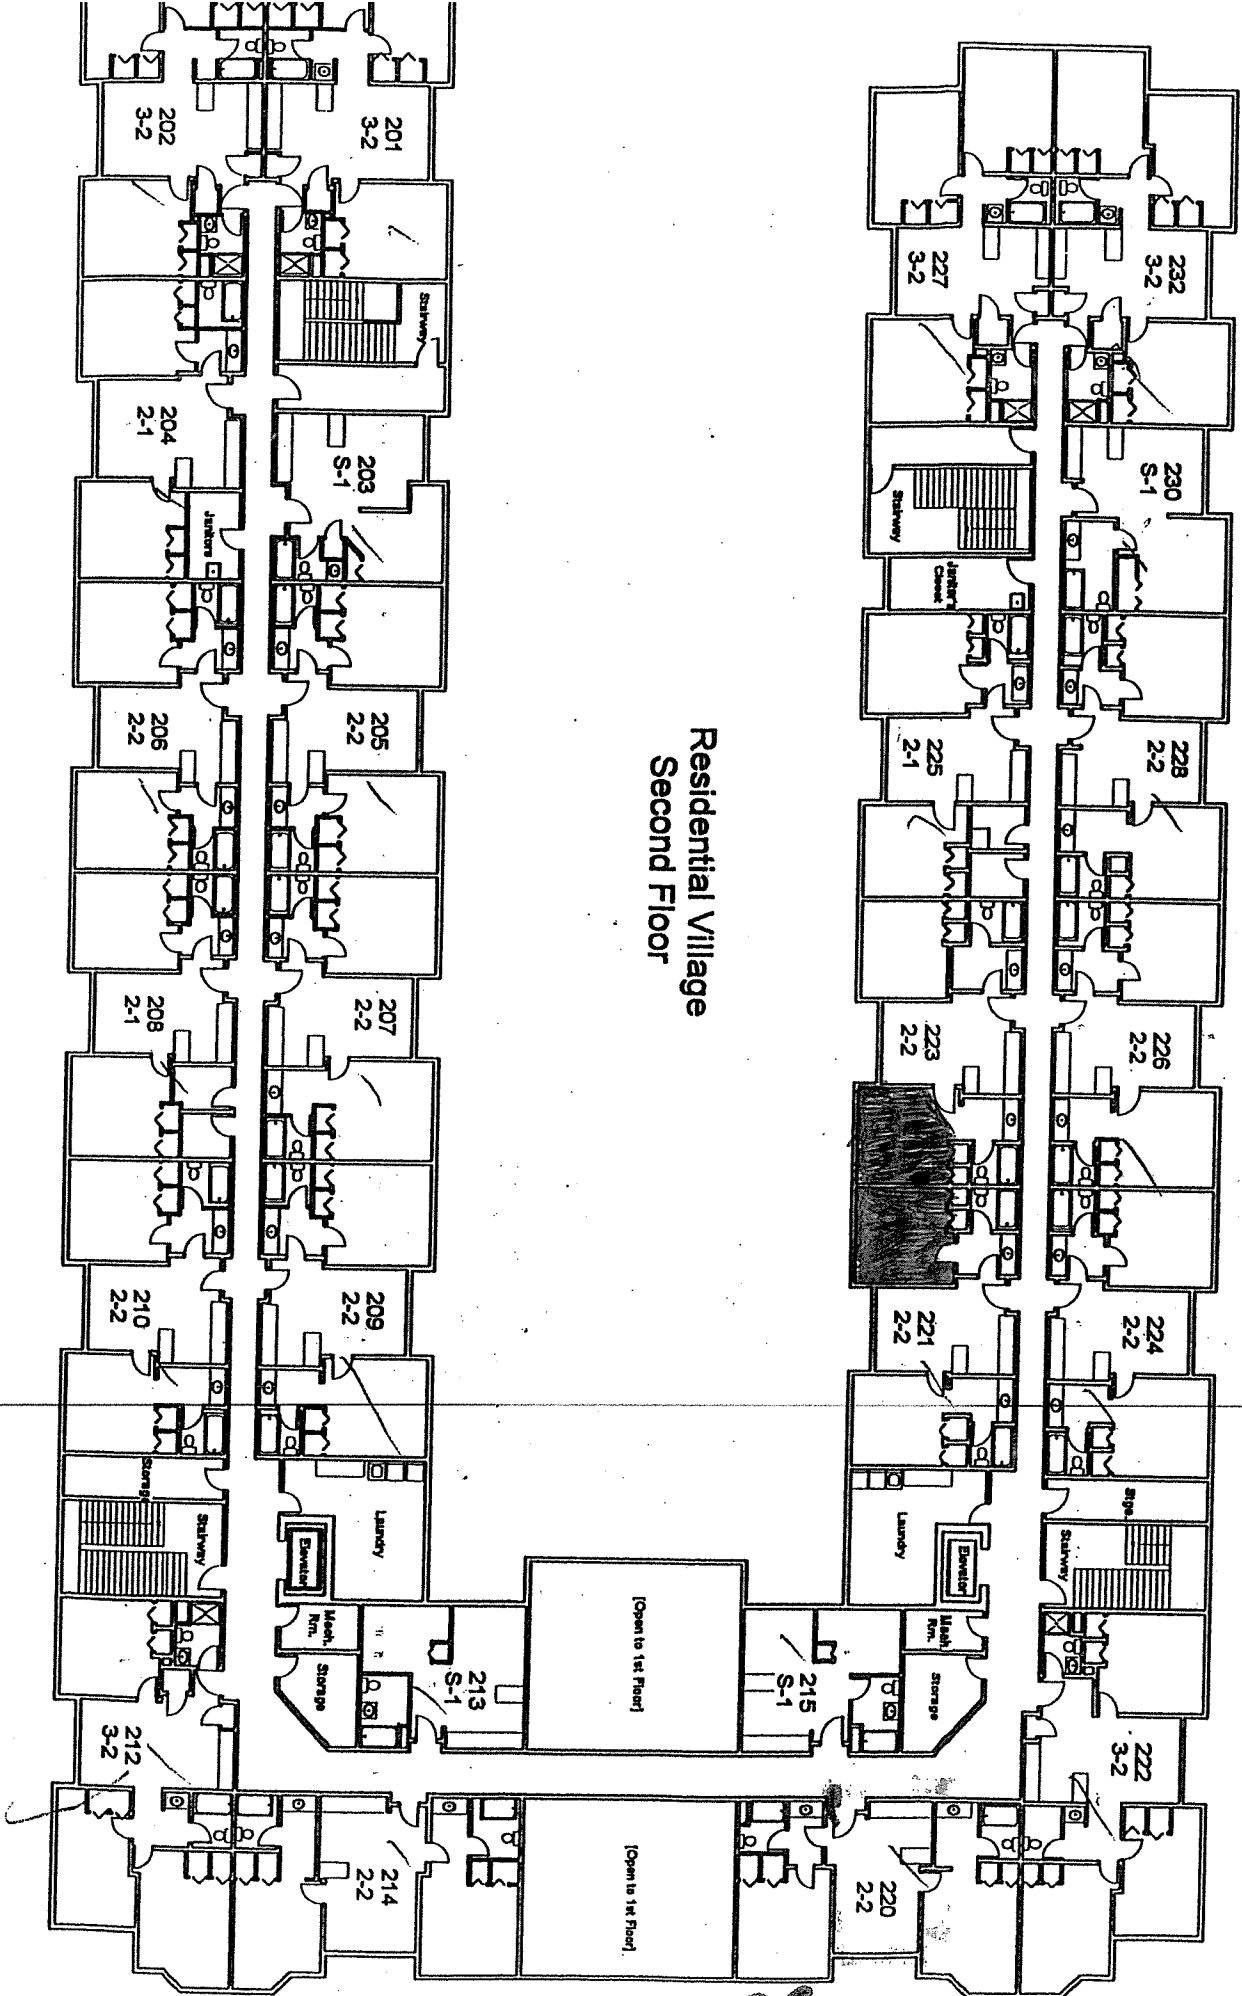 Residential Village
Second Floor
202
3-2
201
3-2
Stairway
204
2-1
203
S-1
Janitors
206
2-2
205
2-2
208
2-1
207
2-2
210
2-2
209
2-2
Storage
Stairway
Laundry
Elevator
Mech.
Rm.
Storage
212
3-2
213
S-1
214
2-2
[Open to 1st Floor]
[Open to 1st Floor]
215
S-1
220
2-2
222
3-2
Storage
Mech.
Rm.
Elevator
Laundry
Stairway
Stge.
221
2-2
224
2-2
223
2-2
226
2-2
225
2-1
228
2-2
Janitor's
Closet
Stairway
230
S-1
227
3-2
232
3-2